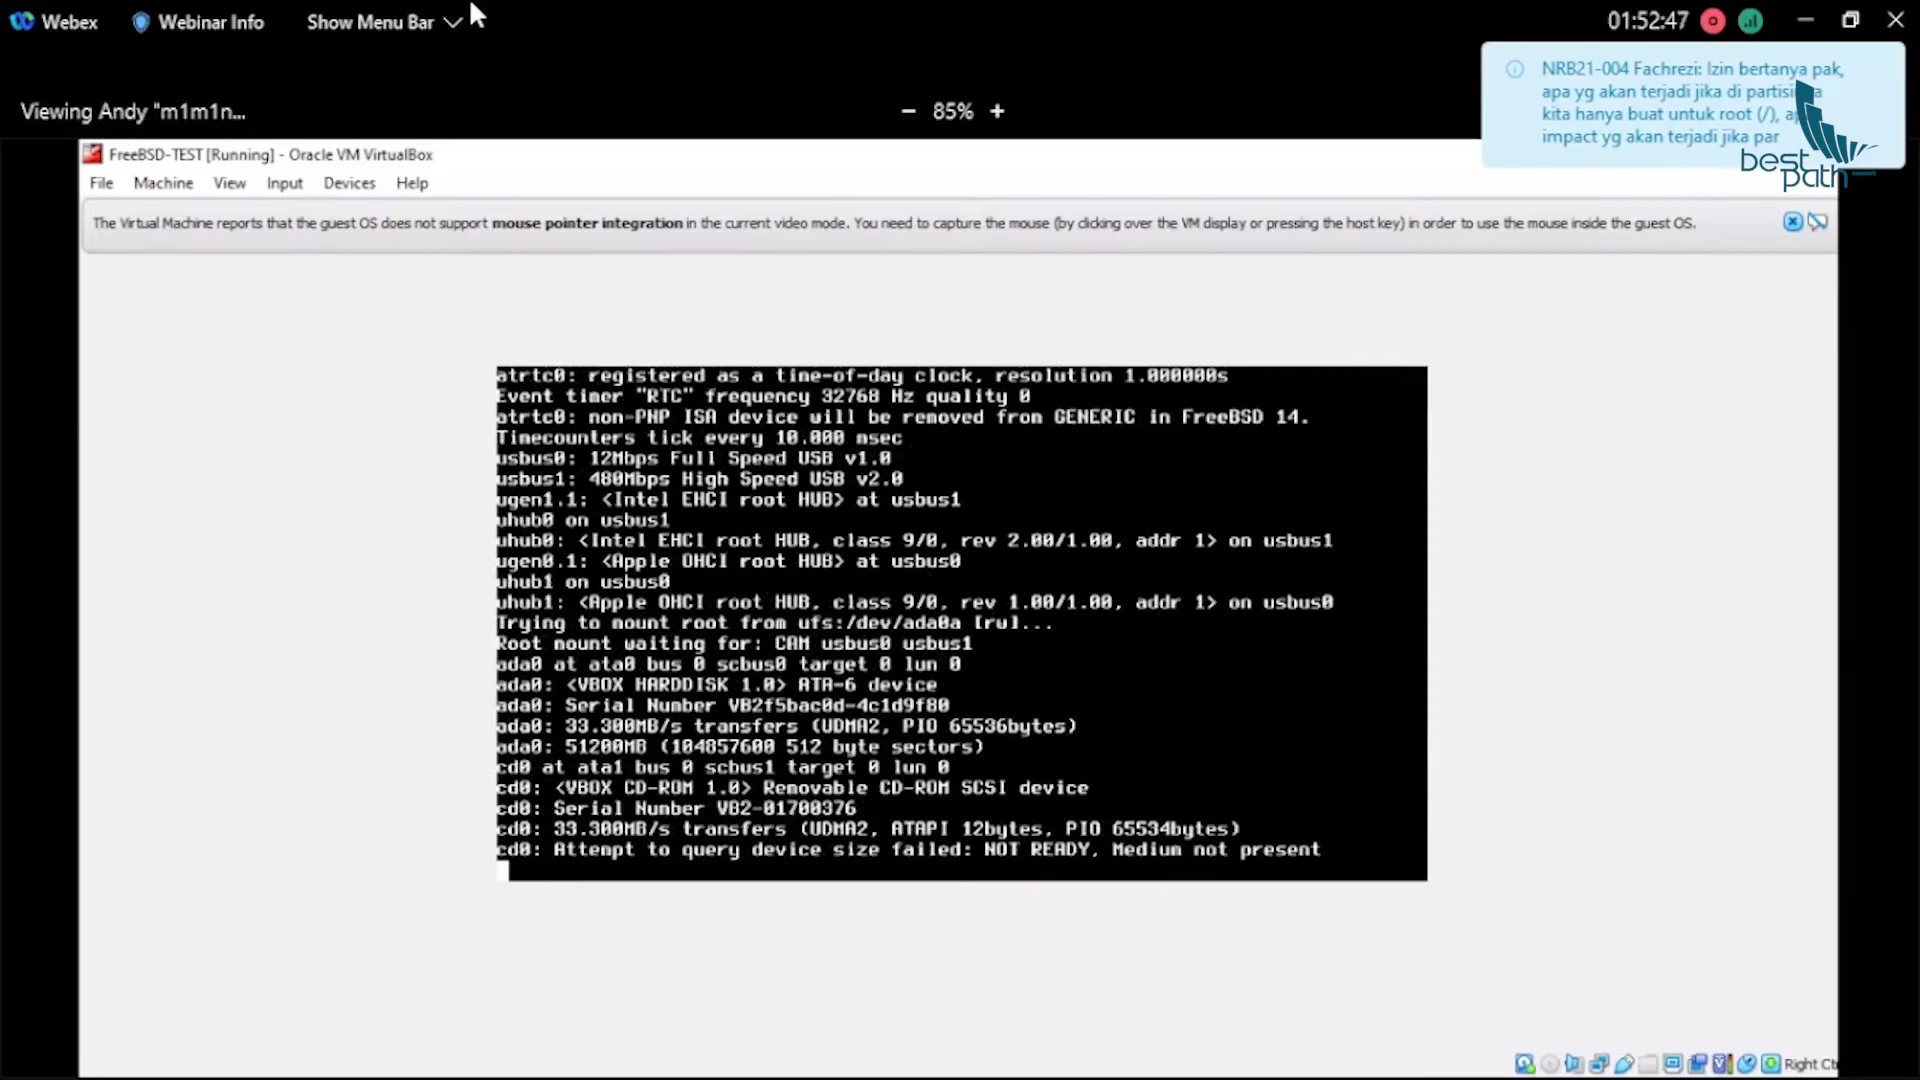 Webex
Webinar Info
Show Menu Bar
01:52:47
Viewing Andy "m1m1n...
85%
NRB21-004 Fachrezi: Izin bertanya pak,
apa yg akan terjadi jika di
kita hanya buat untuk root (/),
impact yg akan terjadi jika par
best
path
FreeBSD-TEST [Running] - Oracle VM VirtualBox
File Machine View Input Devices Help
The Virtual Machine reports that the guest OS does not support mouse pointer integration in the current video mode. You need to capture the mouse (by clicking over the VM display or pressing the host key) in order to use the mouse inside the guest OS.
atrtc0: registered as a time-of-day clock, resolution 1.000000s
Event timer "RTC" frequency 32768 Hz quality 0
atrtc0: non-PNP ISA device will be removed from GENERIC in FreeBSD 14.
Timecounters tick every 10.000 msec
usbus0: 12Mbps Full Speed USB v1.0
usbus1: 480Mbps High Speed USB v2.0
ugen1.1: <Intel EHCI root HUB> at usbus1
uhub0 on usbus1
uhub0: <Intel EHCI root HUB, class 9/0, rev 2.00/1.00, addr 1> on usbus1
ugen0.1: <Apple OHCI root HUB> at usbus0
uhub1 on usbus0
uhub1: <Apple OHCI root HUB, class 9/0, rev 1.00/1.00, addr 1> on usbus0
Trying to mount root from ufs:/dev/ada0a [rw]...
Root mount waiting for: CAM usbus0 usbus1
ada0 at ata0 bus 0 scbus0 target 0 lun 0
ada0: <VBOX HARDDISK 1.0> ATA-6 device
ada0: Serial Number VB2f5bac0d-4c1d9f80
ada0: 33.300MB/s transfers (UDMA2, PIO 65536bytes)
ada0: 51200MB (104857600 512 byte sectors)
cd0 at ata1 bus 0 scbus1 target 0 lun 0
cd0: <VBOX CD-ROM 1.0> Removable CD-ROM SCSI device
cd0: Serial Number VB2-01700376
cd0: 33.300MB/s transfers (UDMA2, ATAPI 12bytes, PIO 65534bytes)
cd0: Attempt to query device size failed: NOT READY, Medium not present
Right